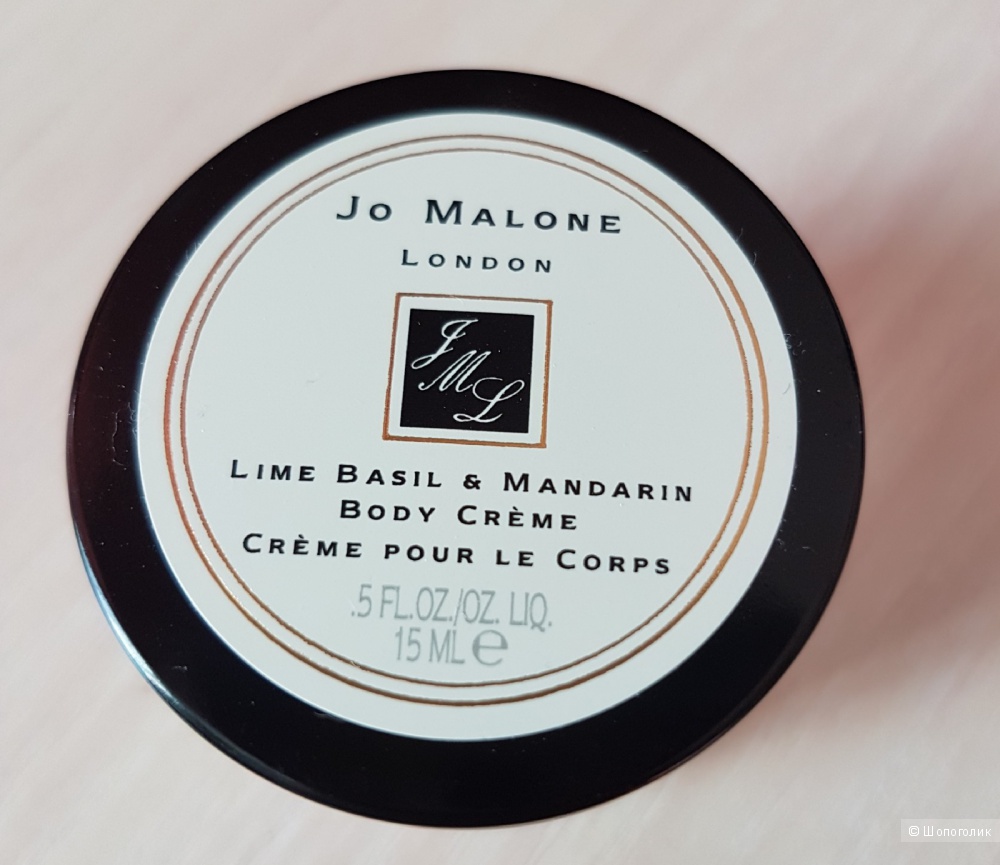 Jo Malone
London
JML
Lime Basil & Mandarin
Body Crème
Crème pour le Corps
.5 FL.OZ./OZ. LIQ.
15 ML ℮
© Шопоголик